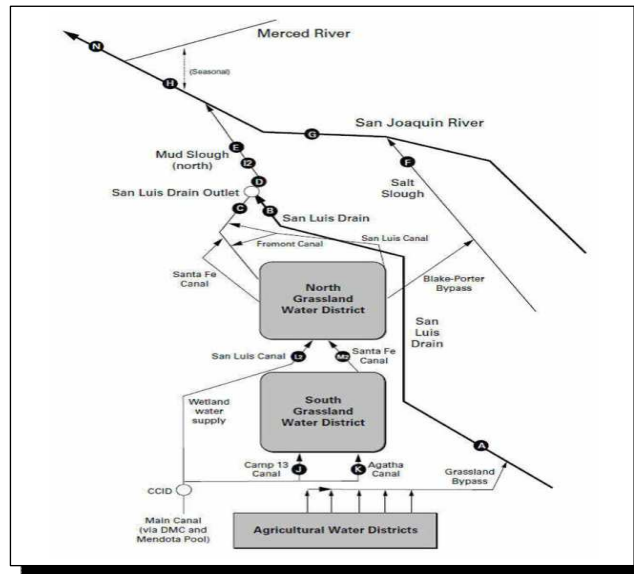 Merced River
N
(Seasonal)
H
San Joaquin River
G
E
Mud Slough
(north)
I2
F
D
Salt
Slough
San Luis Drain Outlet
C
B
San Luis Drain
San Luis Canal
Fremont Canal
Santa Fe
Canal
North
Grassland
Water District
Blake-Porter
Bypass
San
Luis
Drain
San Luis Canal
L2
M2
Santa Fe
Canal
Wetland
water
supply
South
Grassland
Water District
A
Camp 13
Canal
J
K
Agatha
Canal
Grassland
Bypass
CCID
Main Canal
(via DMC and
Mendota Pool)
Agricultural Water Districts